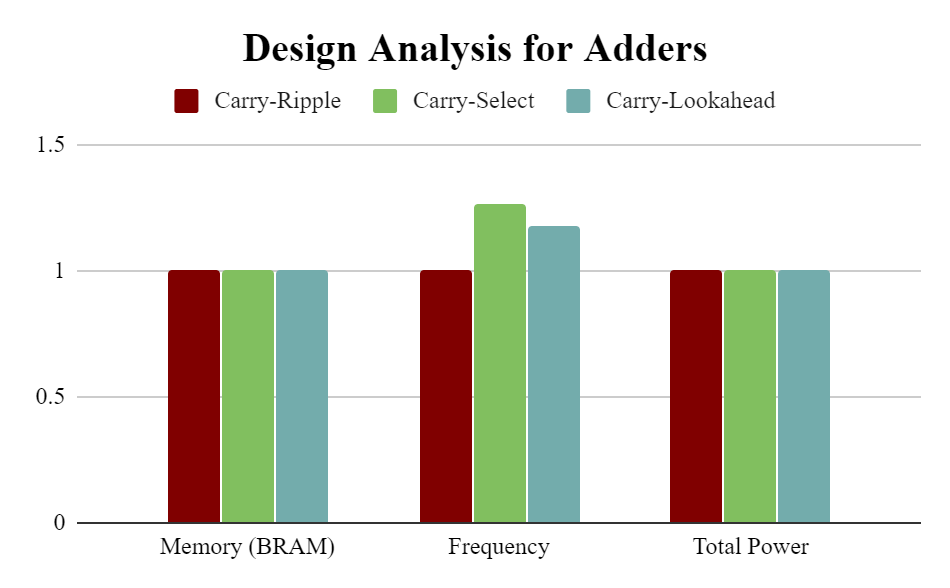 Design Analysis for Adders
Carry-Ripple Carry-Select Carry-Lookahead
1.5
1
0.5
0
Memory (BRAM) Frequency Total Power